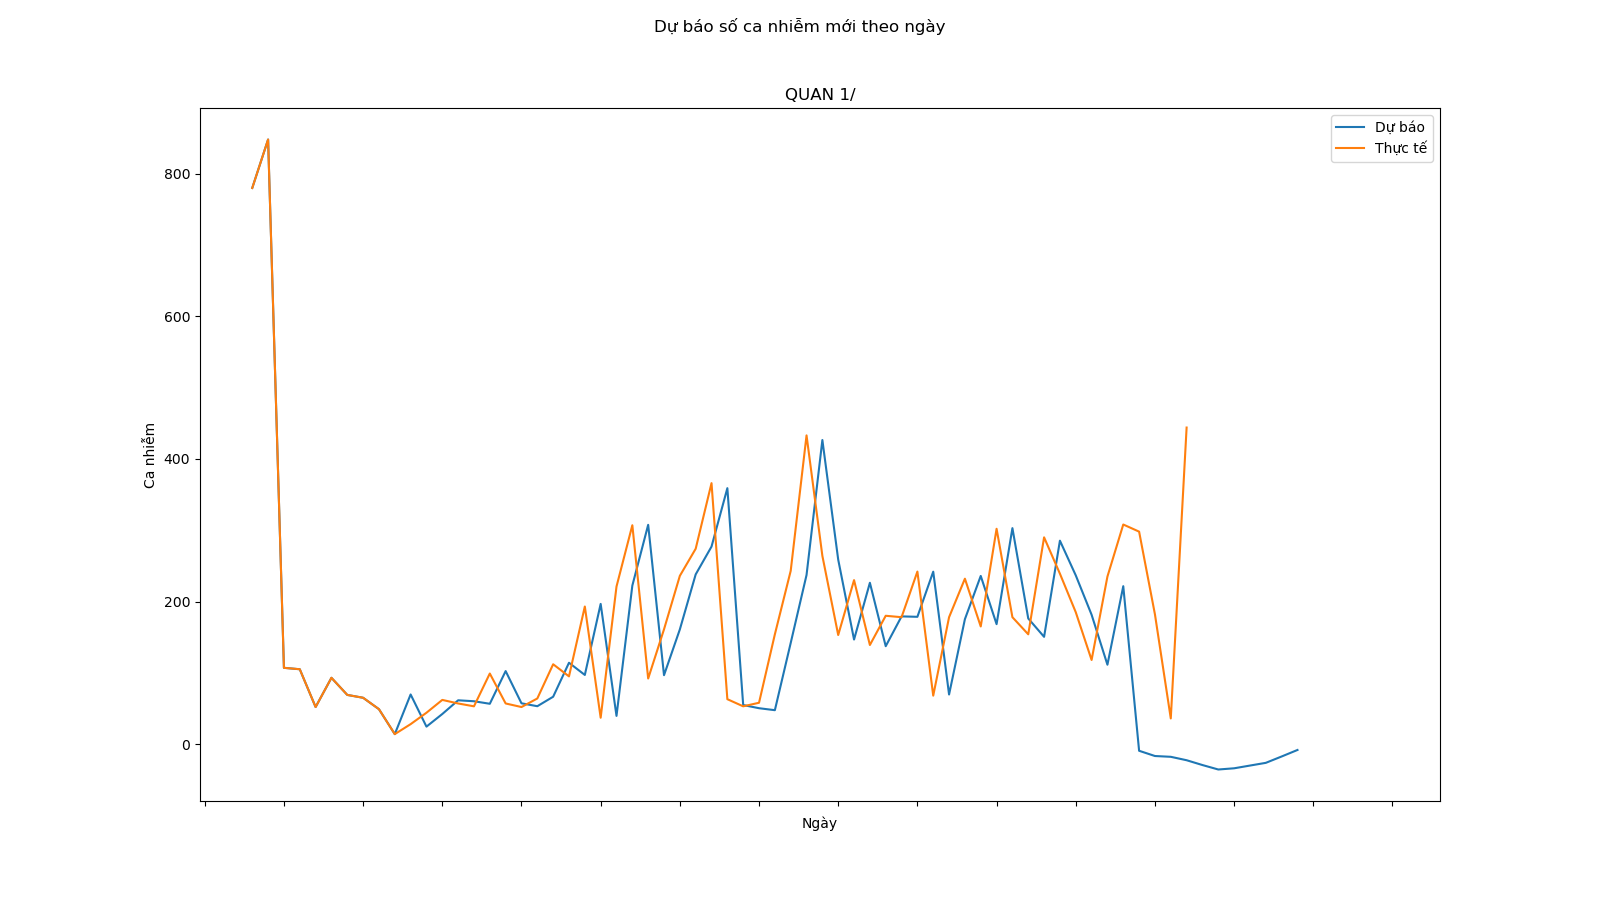 Dự báo số ca nhiễm mới theo ngày
QUAN 1/
Dự báo
Thực tế
800
600
400
200
0
Ca nhiễm
Ngày